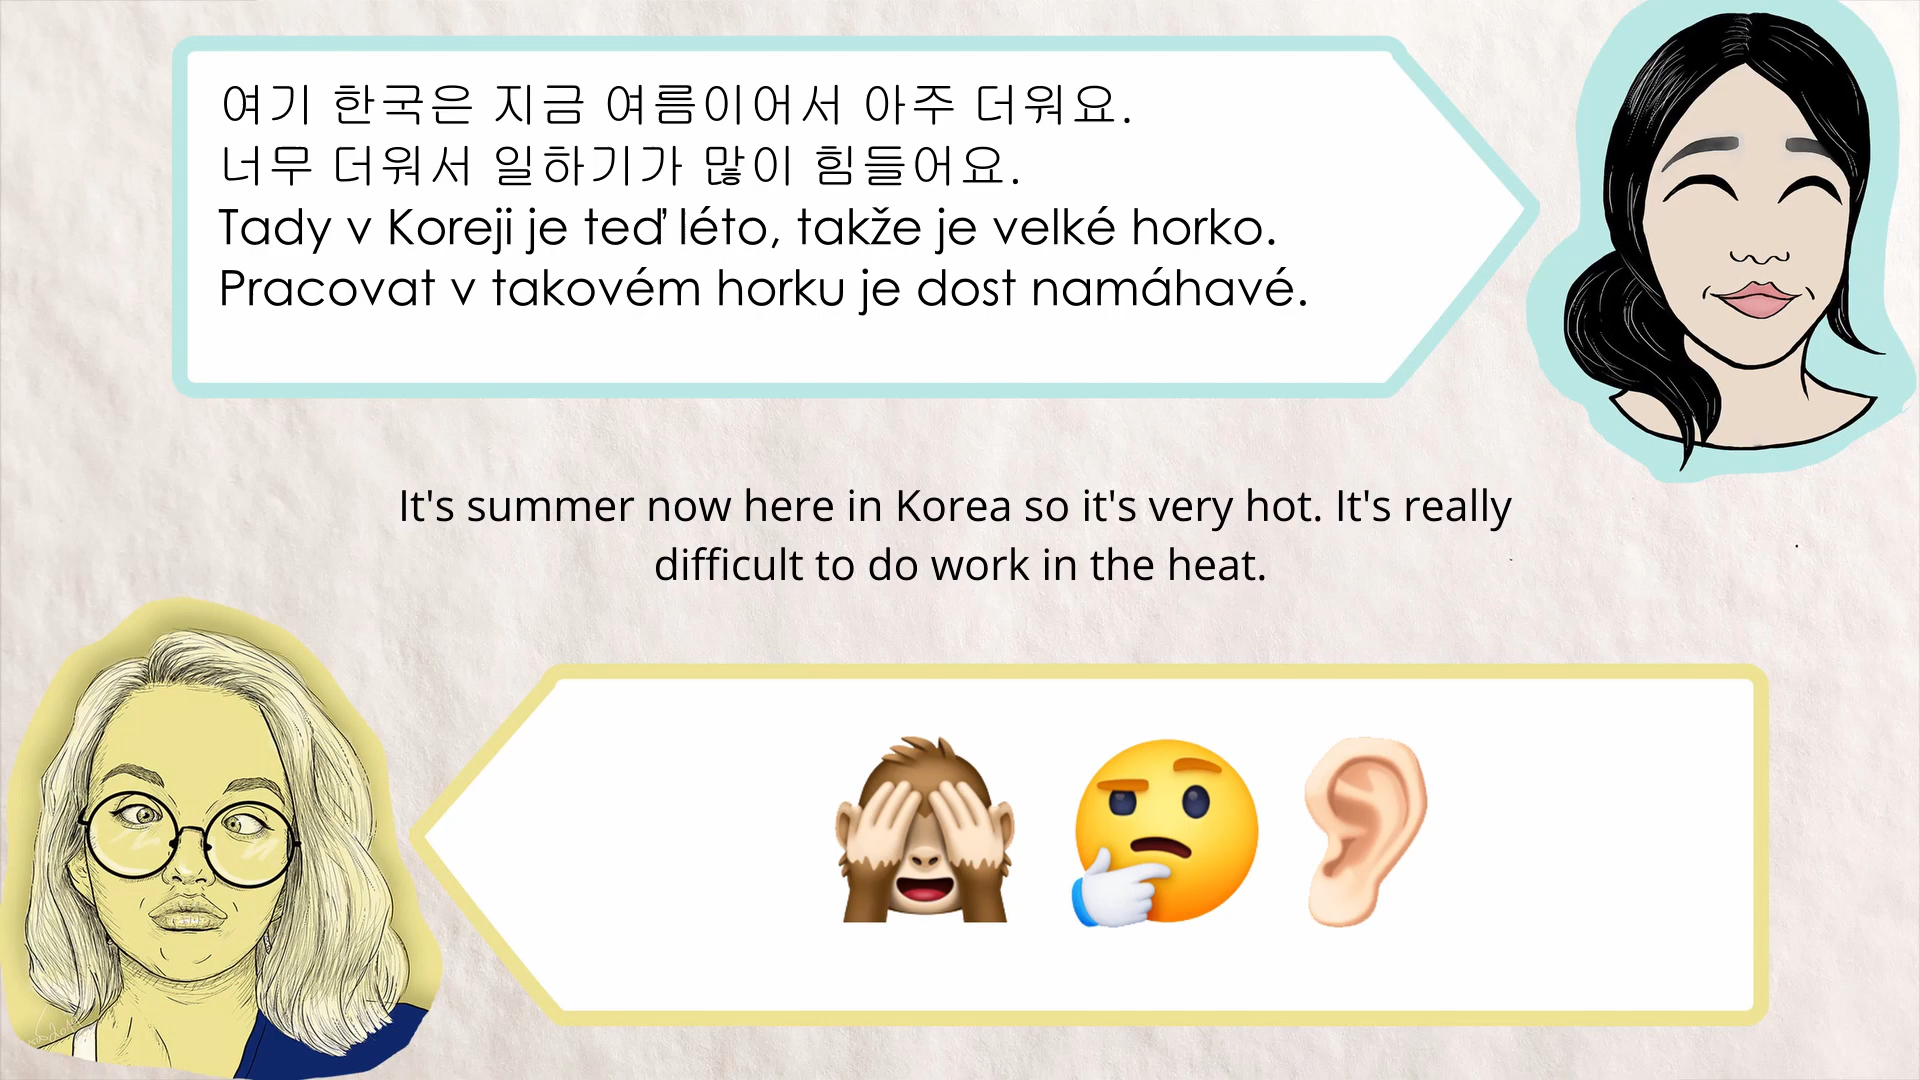 여기 한국은 지금 여름이어서 아주 더워요.
너무 더워서 일하기가 많이 힘들어요.
Tady v Koreji je teď léto, takže je velké horko.
Pracovat v takovém horku je dost namáhavé.
It's summer now here in Korea so it's very hot. It's really
difficult to do work in the heat.